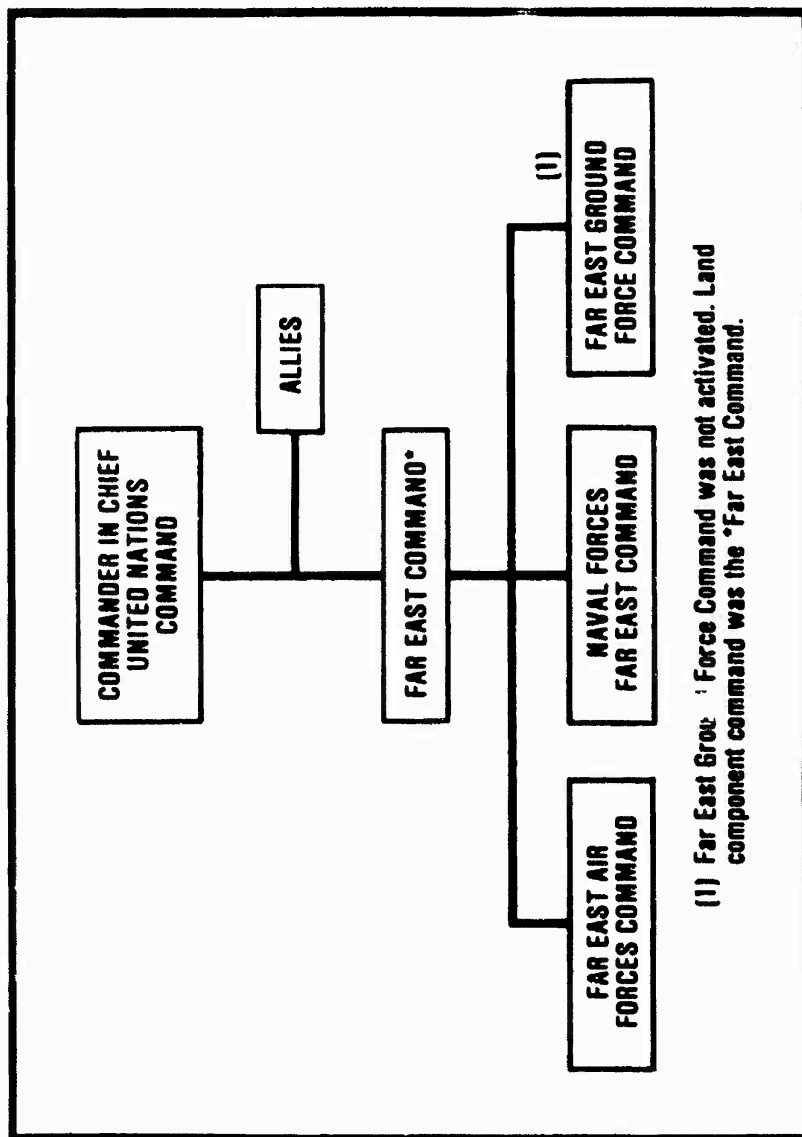 COMMANDER IN CHIEF
UNITED NATIONS
COMMAND
ALLIES
FAR EAST COMMAND*
FAR EAST AIR
FORCES COMMAND
NAVAL FORCES
FAR EAST COMMAND
(1)
FAR EAST GROUND
FORCE COMMAND
(1) Far East Force Command was not activated. Land
component command was the *Far East Command.